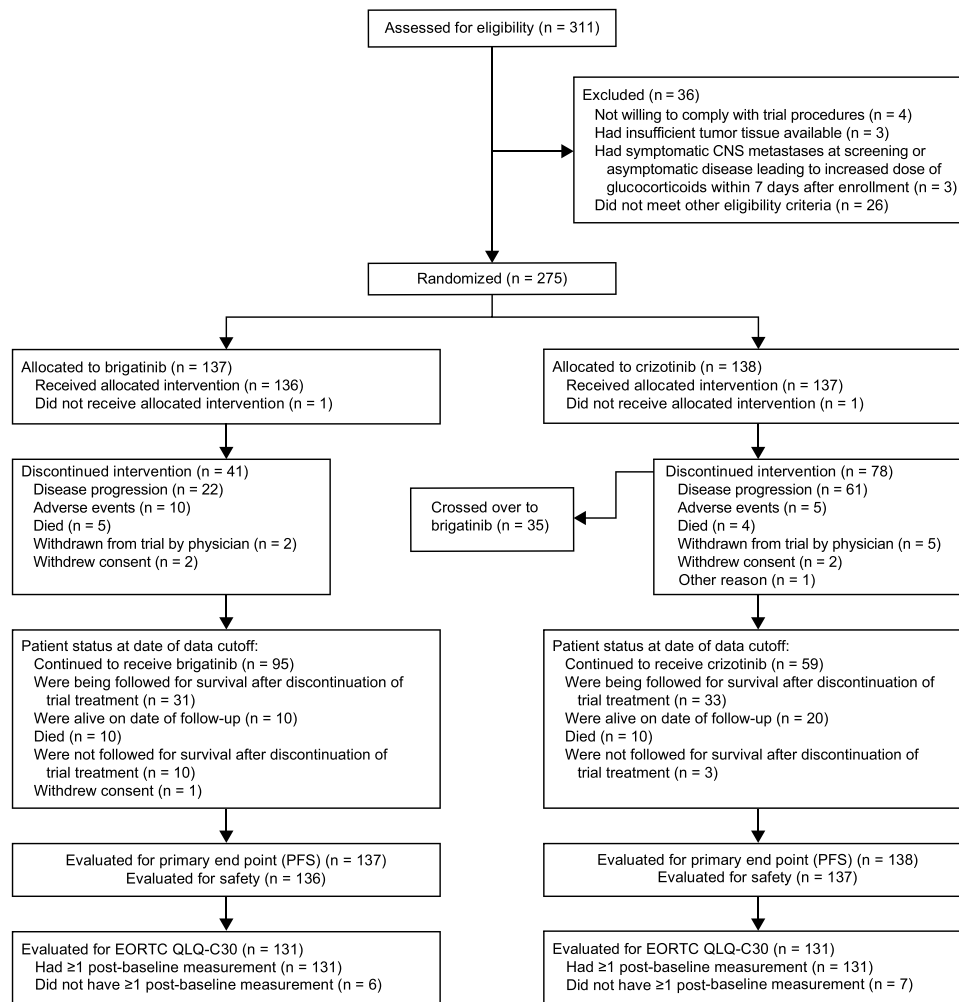 Assessed for eligibility (n = 311)
Excluded (n = 36)
Not willing to comply with trial procedures (n = 4)
Had insufficient tumor tissue available (n = 3)
Had symptomatic CNS metastases at screening or
asymptomatic disease leading to increased dose of
glucocorticoids within 7 days after enrollment (n = 3)
Did not meet other eligibility criteria (n = 26)
Randomized (n = 275)
Allocated to brigatinib (n = 137)
Received allocated intervention (n = 136)
Did not receive allocated intervention (n = 1)
Allocated to crizotinib (n = 138)
Received allocated intervention (n = 137)
Did not receive allocated intervention (n = 1)
Discontinued intervention (n = 41)
Disease progression (n = 22)
Adverse events (n = 10)
Died (n = 5)
Withdrawn from trial by physician (n = 2)
Withdrew consent (n = 2)
Crossed over to
brigatinib (n = 35)
Discontinued intervention (n = 78)
Disease progression (n = 61)
Adverse events (n = 5)
Died (n = 4)
Withdrawn from trial by physician (n = 5)
Withdrew consent (n = 2)
Other reason (n = 1)
Patient status at date of data cutoff:
Continued to receive brigatinib (n = 95)
Were being followed for survival after discontinuation of
trial treatment (n = 31)
Were alive on date of follow-up (n = 10)
Died (n = 10)
Were not followed for survival after discontinuation of
trial treatment (n = 10)
Withdrew consent (n = 1)
Patient status at date of data cutoff:
Continued to receive crizotinib (n = 59)
Were being followed for survival after discontinuation of
trial treatment (n = 33)
Were alive on date of follow-up (n = 20)
Died (n = 10)
Were not followed for survival after discontinuation of
trial treatment (n = 3)
Evaluated for primary end point (PFS) (n = 137)
Evaluated for safety (n = 136)
Evaluated for primary end point (PFS) (n = 138)
Evaluated for safety (n = 137)
Evaluated for EORTC QLQ-C30 (n = 131)
Had ≥1 post-baseline measurement (n = 131)
Did not have ≥1 post-baseline measurement (n = 6)
Evaluated for EORTC QLQ-C30 (n = 131)
Had ≥1 post-baseline measurement (n = 131)
Did not have ≥1 post-baseline measurement (n = 7)